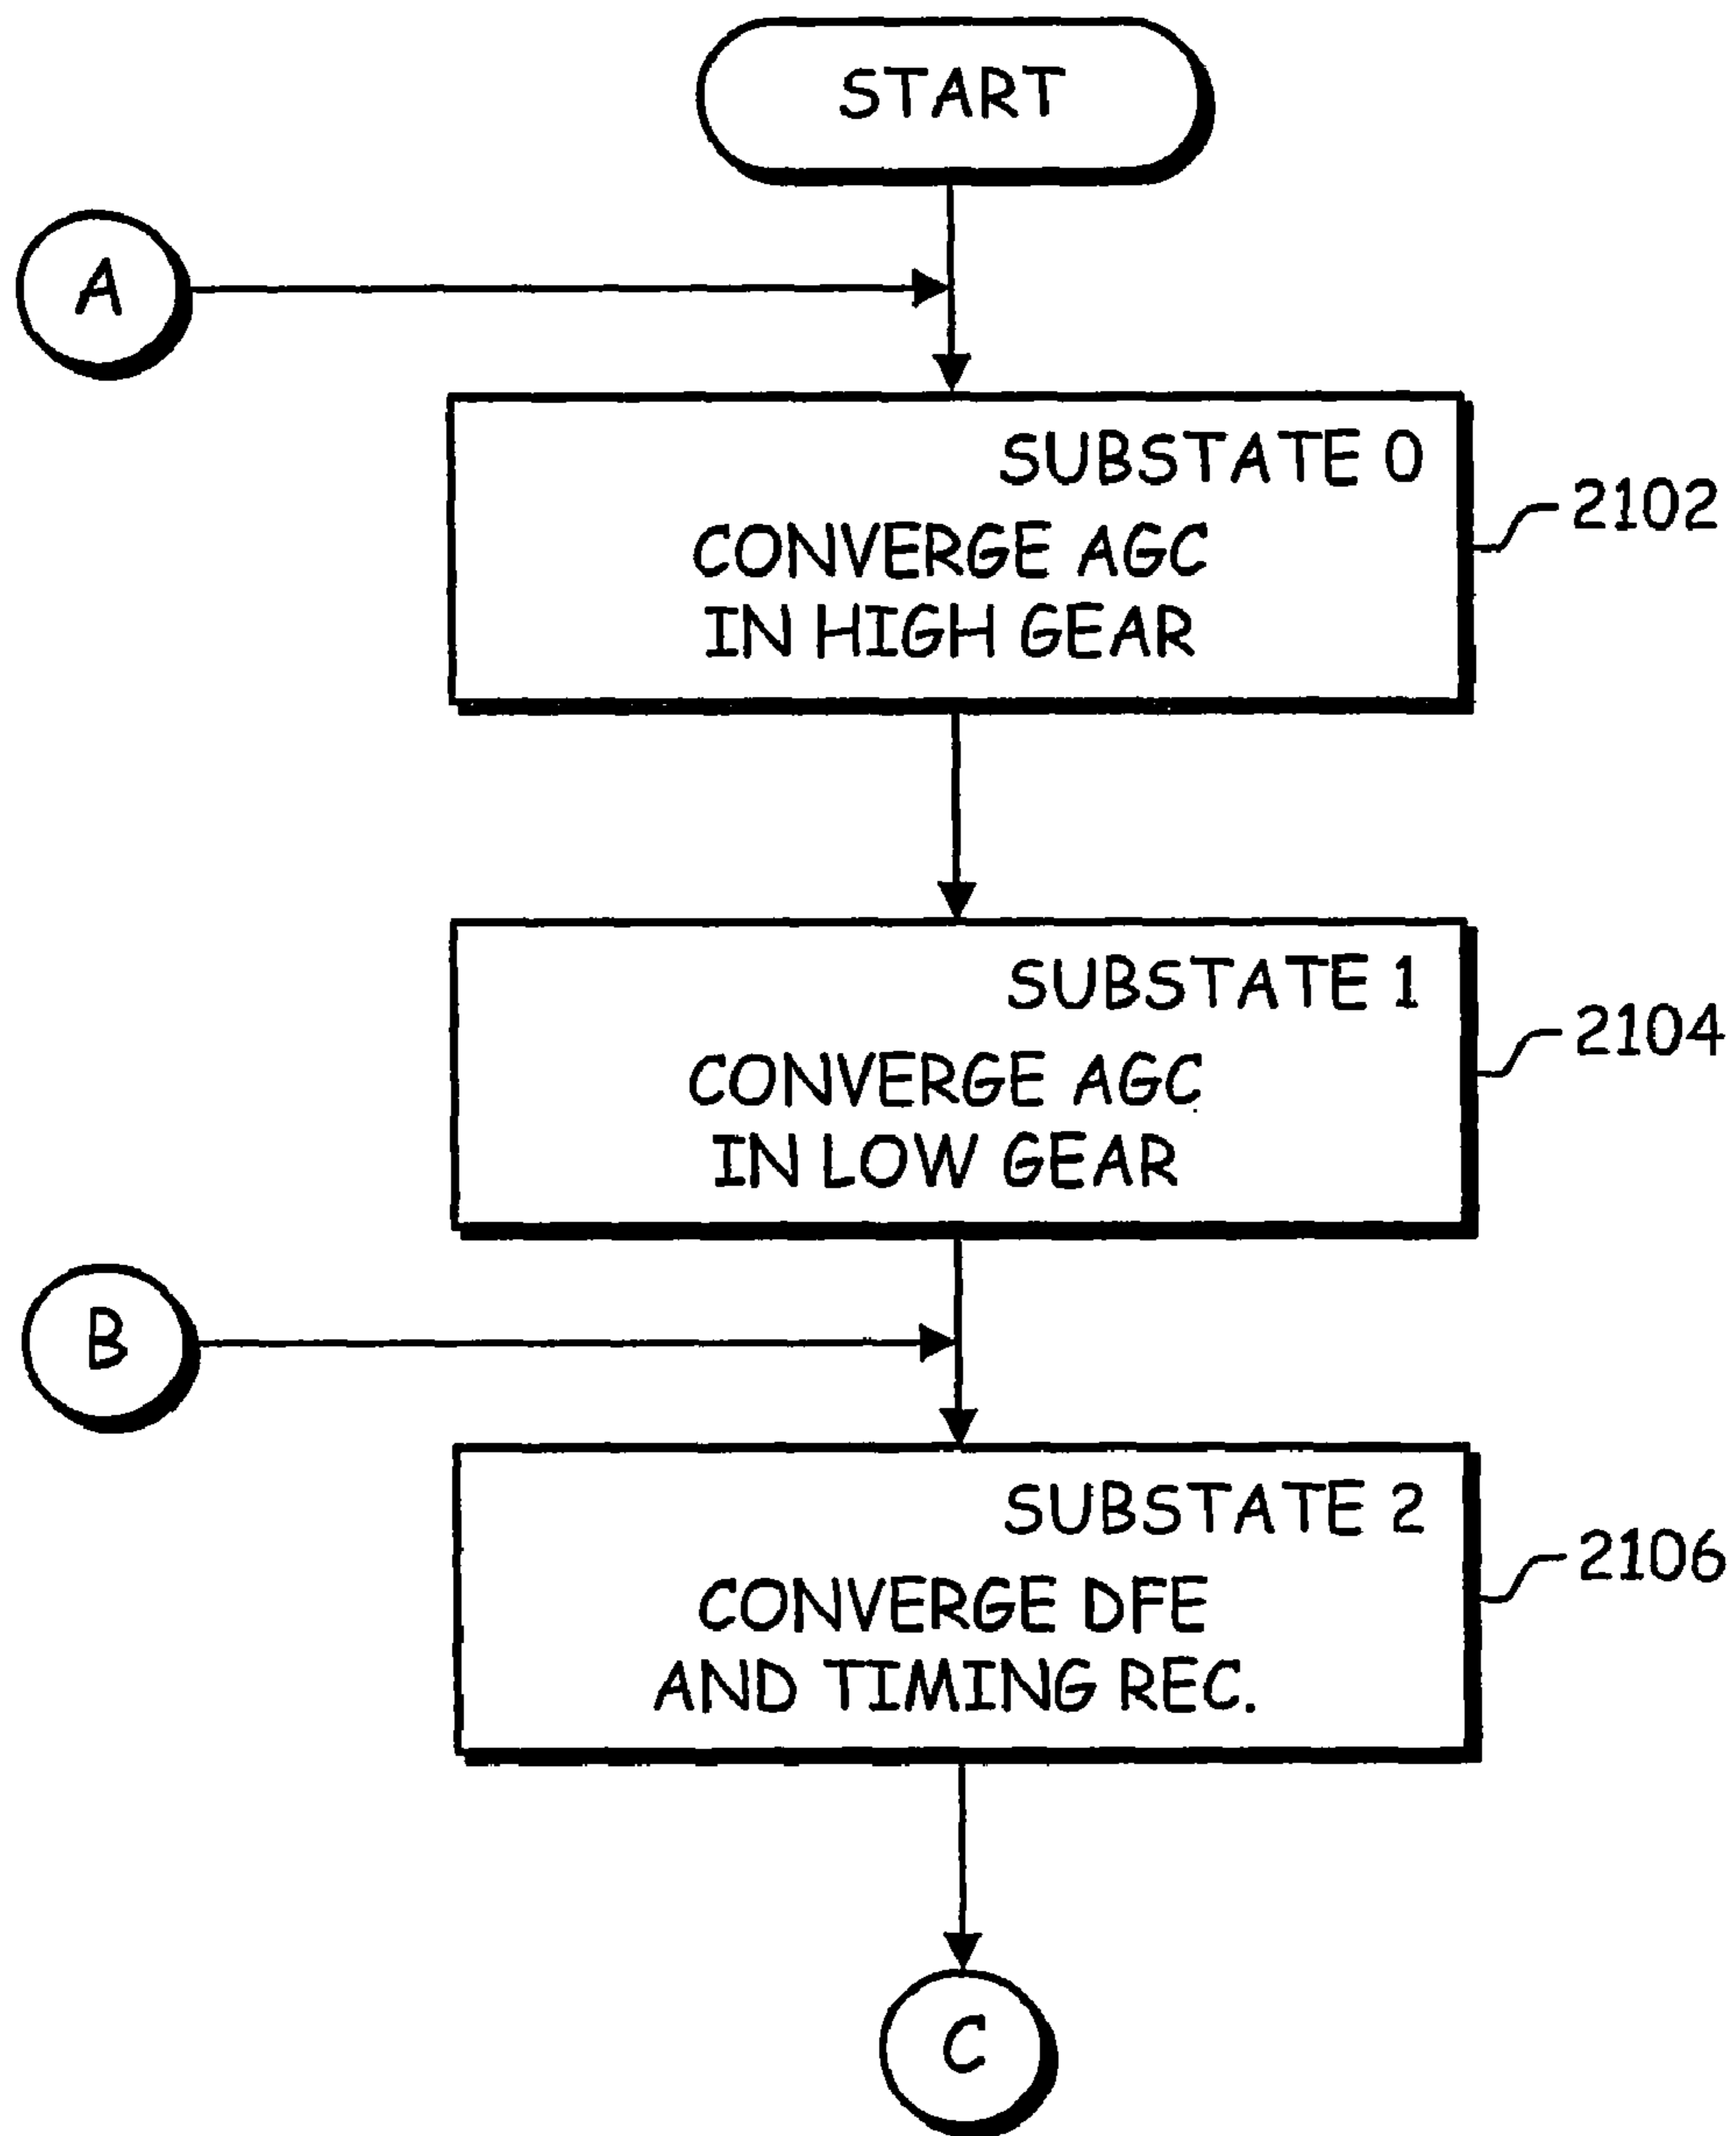 START
A
SUBSTATE 0
CONVERGE AGC
IN HIGH GEAR
2102
SUBSTATE 1
CONVERGE AGC
IN LOW GEAR
2104
B
SUBSTATE 2
CONVERGE DFE
AND TIMING REC.
2106
C